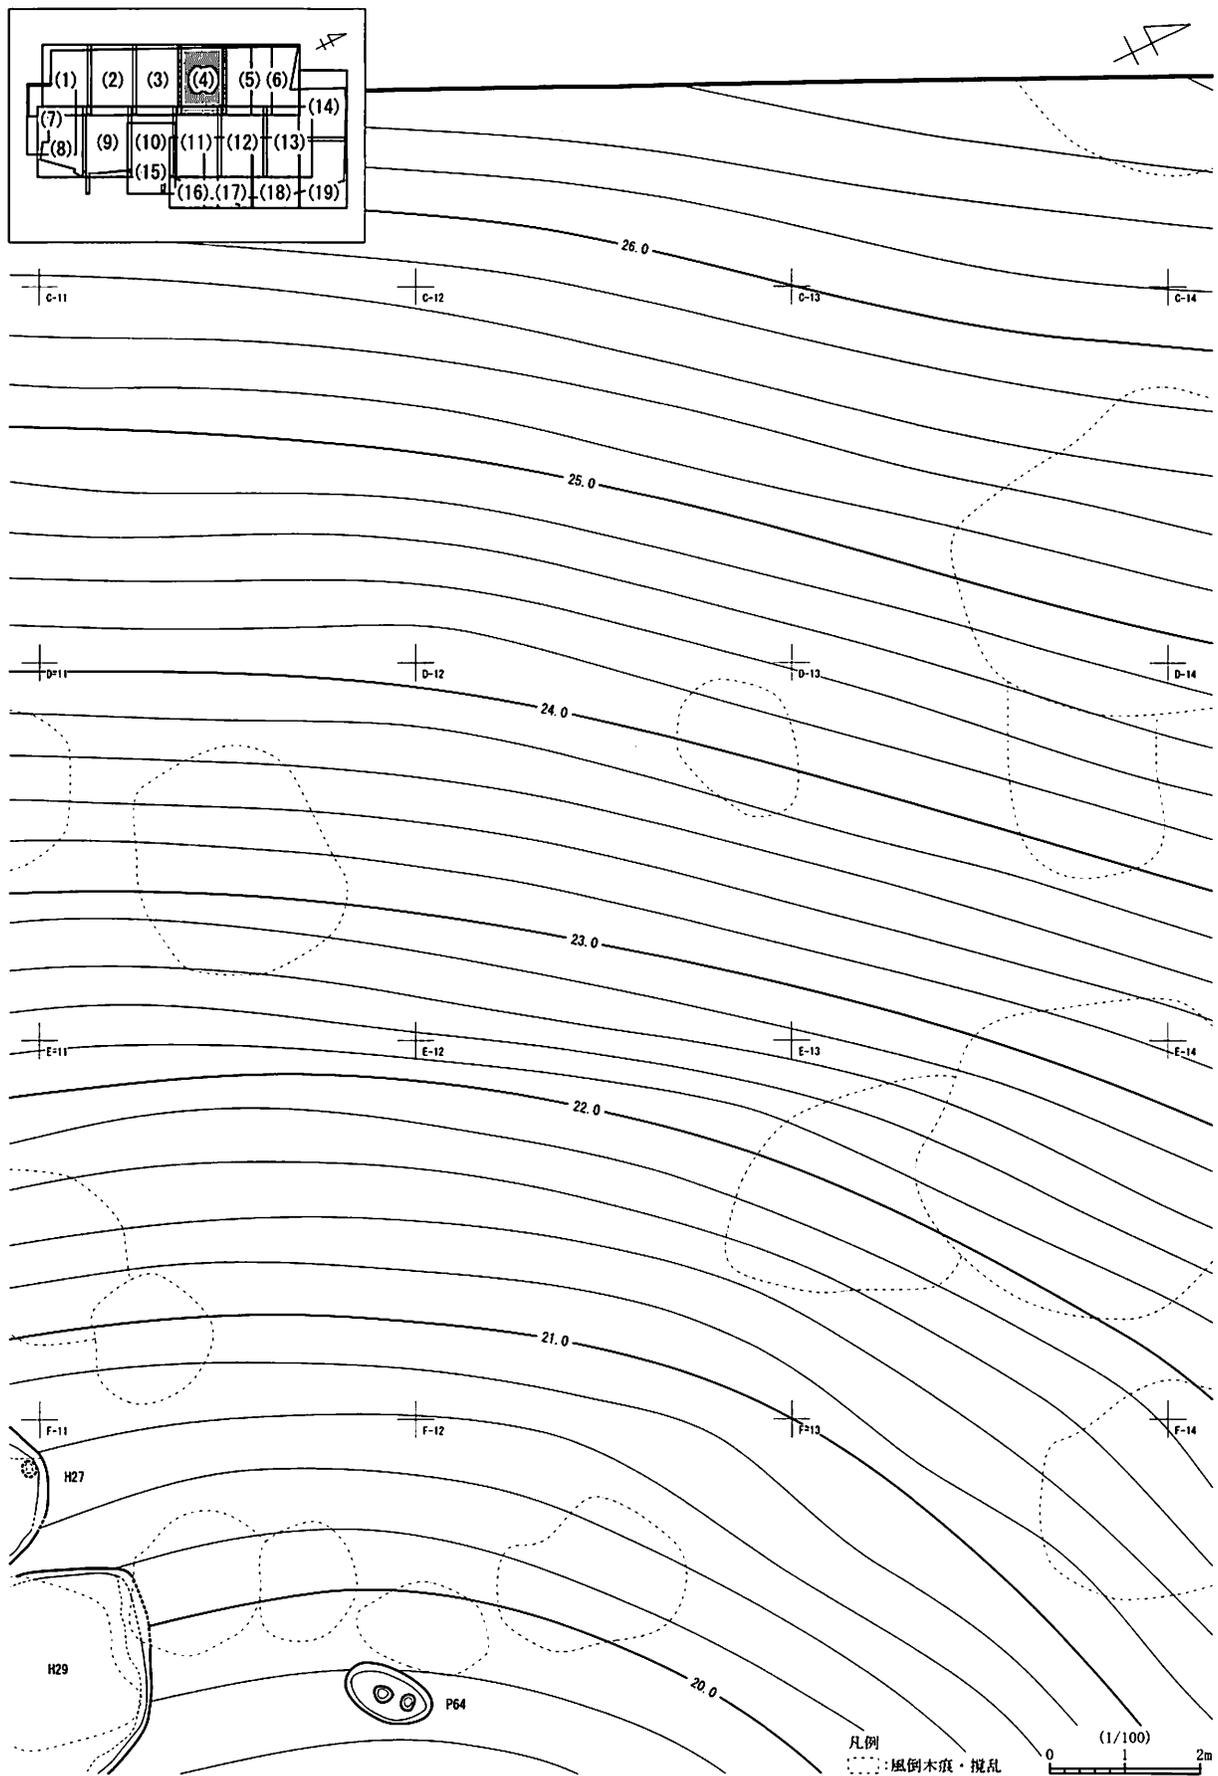 (1) (2) (3) (4) (5) (6)
(14)
(7)
(8) (9) (10) (11) (12) (13)
(15)
(16) (17) (18) (19)
26.0
C-11 C-12 C-13 C-14
25.0
D-11 D-12 D-13 D-14
24.0
23.0
E-11 E-12 E-13 E-14
22.0
21.0
F-11 F-12 F-13 F-14
H27
H29
P64
20.0
凡例
:風倒木痕・攪乱
(1/100)
0 1 2m